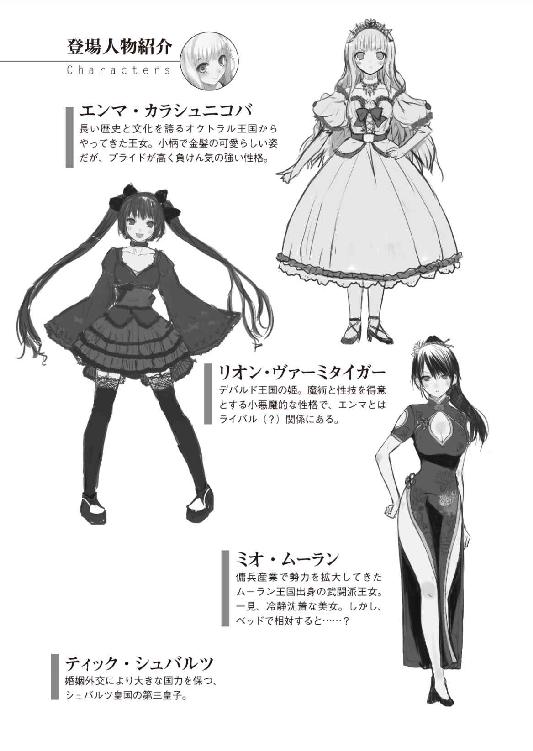 登場人物紹介
Characters
エンマ・カラシュニコバ
長い歴史と文化を誇るオクトラル王国から
やってきた王女。小柄で金髪の可愛らしい姿
だが、プライドが高く負けん気の強い性格。
リオン・ヴァーミタイガー
デバルド王国の姫。魔術と性技を得意
とする小悪魔的な性格で、エンマとは
ライバル（？）関係にある。
ミオ・ムーラン
傭兵産業で勢力を拡大してきた
ムーラン王国出身の武闘派王女。
一見、冷静沈着な美女。しかし、
ベッドで相対すると……？
ティック・シュバルツ
婚姻外交により大きな国力を保つ、
シュバルツ皇国の第三皇子。